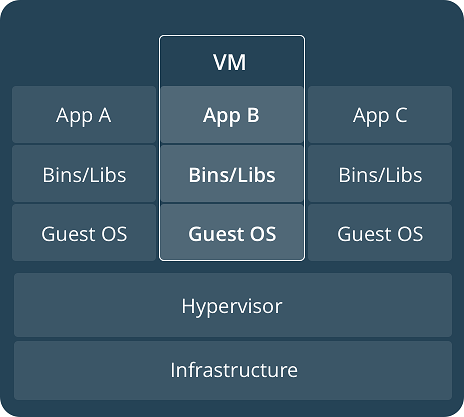 VM
App A App B App C
Bins/Libs Bins/Libs Bins/Libs
Guest OS Guest OS Guest OS
Hypervisor
Infrastructure